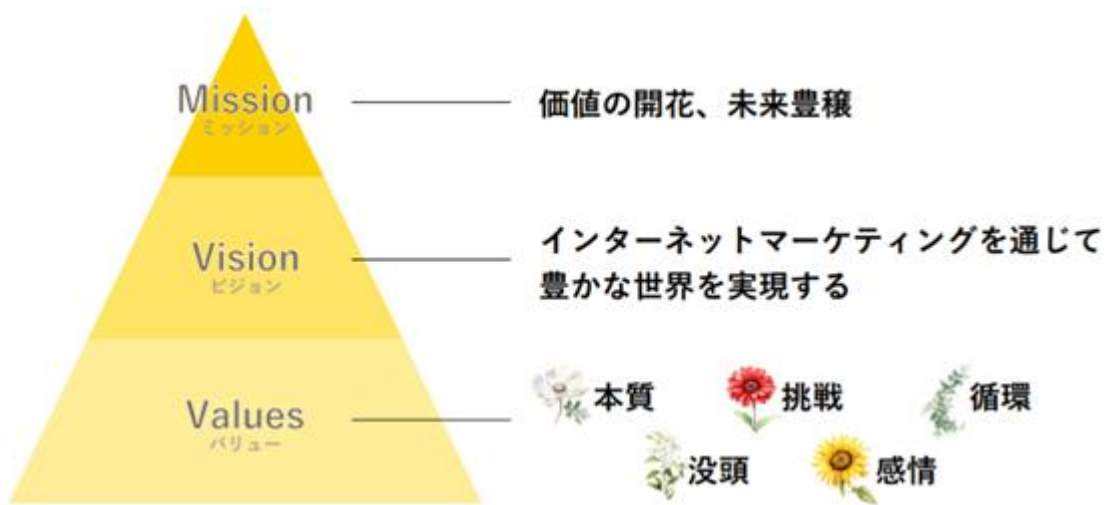 Mission
ミッション
価値の開花、未来豊穣
Vision
ビジョン
インターネットマーケティングを通じて
豊かな世界を実現する
Values
バリュー
本質 挑戦 循環
没頭 感情